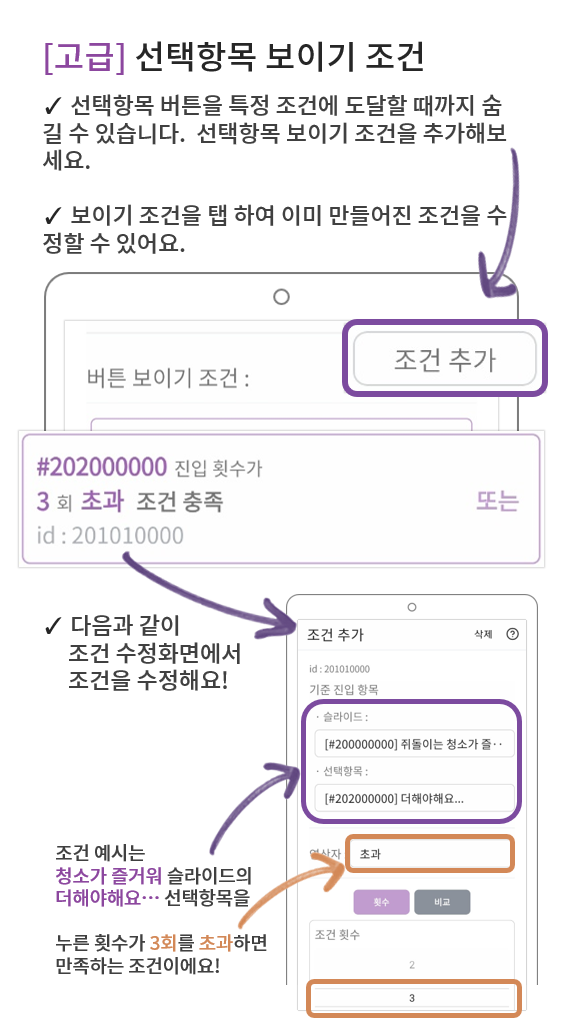 [고급] 선택항목 보이기 조건
✓ 선택항목 버튼을 특정 조건에 도달할 때까지 숨
길 수 있습니다. 선택항목 보이기 조건을 추가해보
세요.
✓ 보이기 조건을 탭 하여 이미 만들어진 조건을 수
정할 수 있어요.
조건 추가
버튼 보이기 조건 :
#202000000 진입 횟수가
3 회 초과 조건 충족
또는
id : 201010000
✓ 다음과 같이
조건 수정화면에서
조건을 수정해요!
조건 추가
삭제 ?
id : 201010000
기준 진입 항목
· 슬라이드 :
[#200000000] 쥐돌이는 청소가 즐··
· 선택항목 :
[#202000000] 더해야해요...
연산자
초과
횟수
비교
조건 횟수
2
3
조건 예시는
청소가 즐거워 슬라이드의
더해야해요··· 선택항목을
누른 횟수가 3회를 초과하면
만족하는 조건이에요!